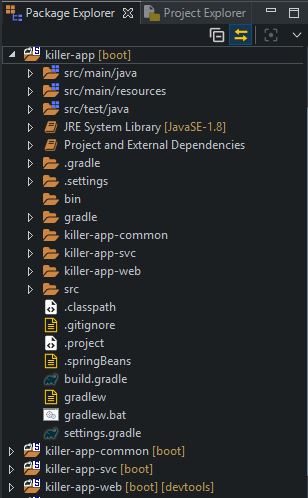 Package Explorer Project Explorer
killer-app [boot]
src/main/java
src/main/resources
src/test/java
JRE System Library [JavaSE-1.8]
Project and External Dependencies
.gradle
.settings
bin
gradle
killer-app-common
killer-app-svc
killer-app-web
src
.classpath
.gitignore
.project
.springBeans
build.gradle
gradlew
gradlew.bat
settings.gradle
killer-app-common [boot]
killer-app-svc [boot]
killer-app-web [boot] [devtools]